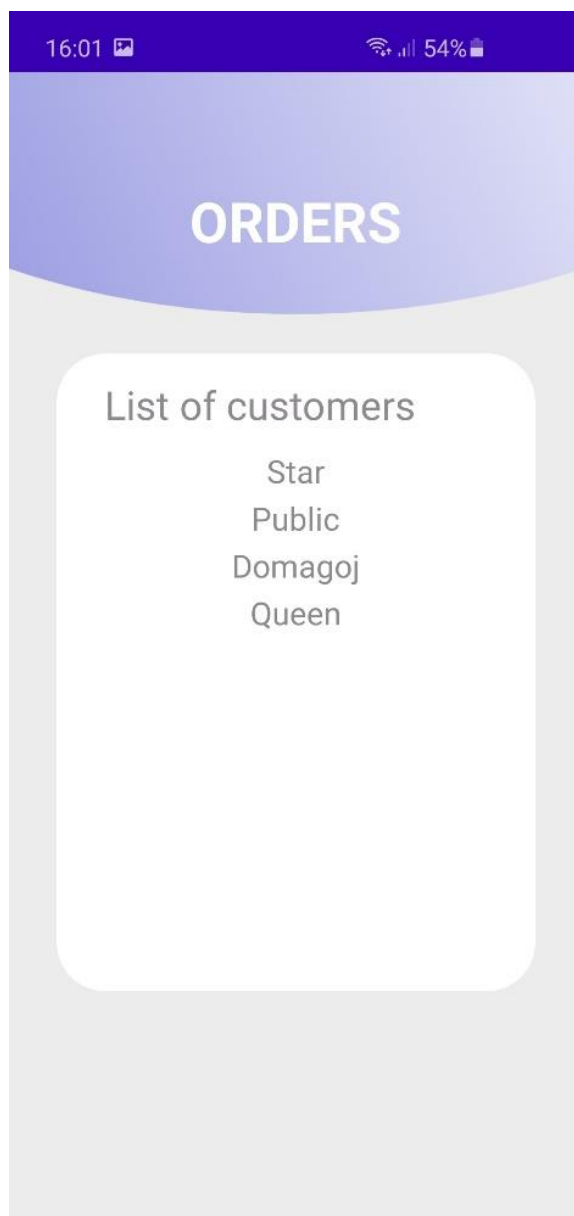 16:01 54%
ORDERS
List of customers
Star
Public
Domagoj
Queen